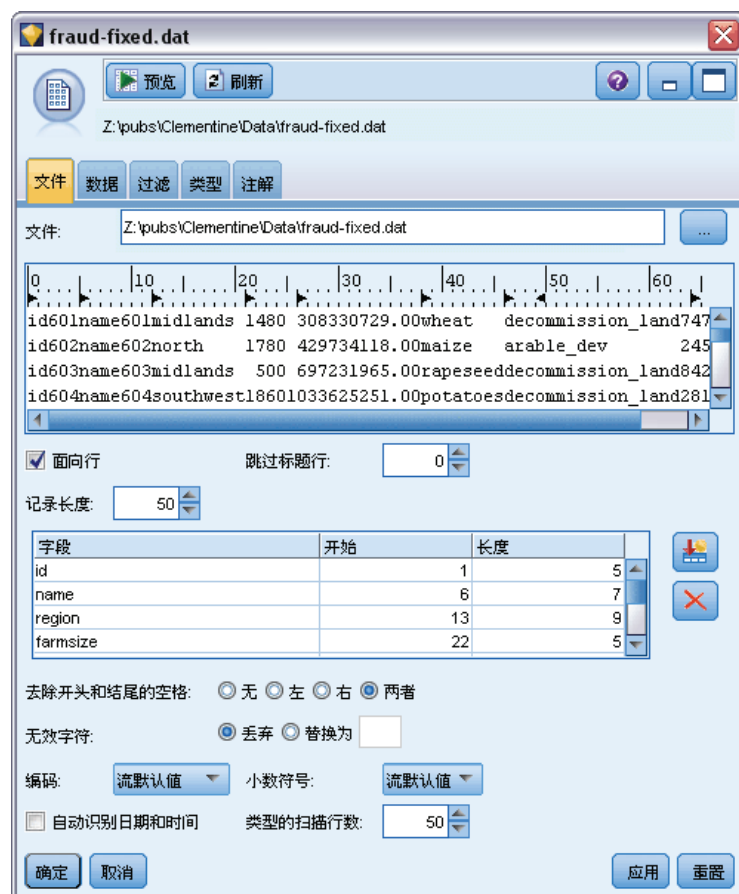 fraud-fixed.dat
预览 刷新
Z:\pubs\Clementine\Data\fraud-fixed.dat
文件 数据 过滤 类型 注解
文件: Z:\pubs\Clementine\Data\fraud-fixed.dat ...
0 10 20 30 40 50 60
id601name601midlands 1480 308330729.00wheat decommission_land747
id602name602north 1780 429734118.00maize arable_dev 245
id603name603midlands 500 697231965.00rapeseeddecommission_land842
id604name604southwest18601033625251.00potatoesdecommission_land281
面向行 跳过标题行: 0
记录长度: 50
字段 开始 长度
id 1 5
name 6 7
region 13 9
farmsize 22 5
去除开头和结尾的空格: 无 左 右 两者
无效字符: 丢弃 替换为
编码: 流默认值 小数符号: 流默认值
自动识别日期和时间 类型的扫描行数: 50
确定 取消 应用 重置